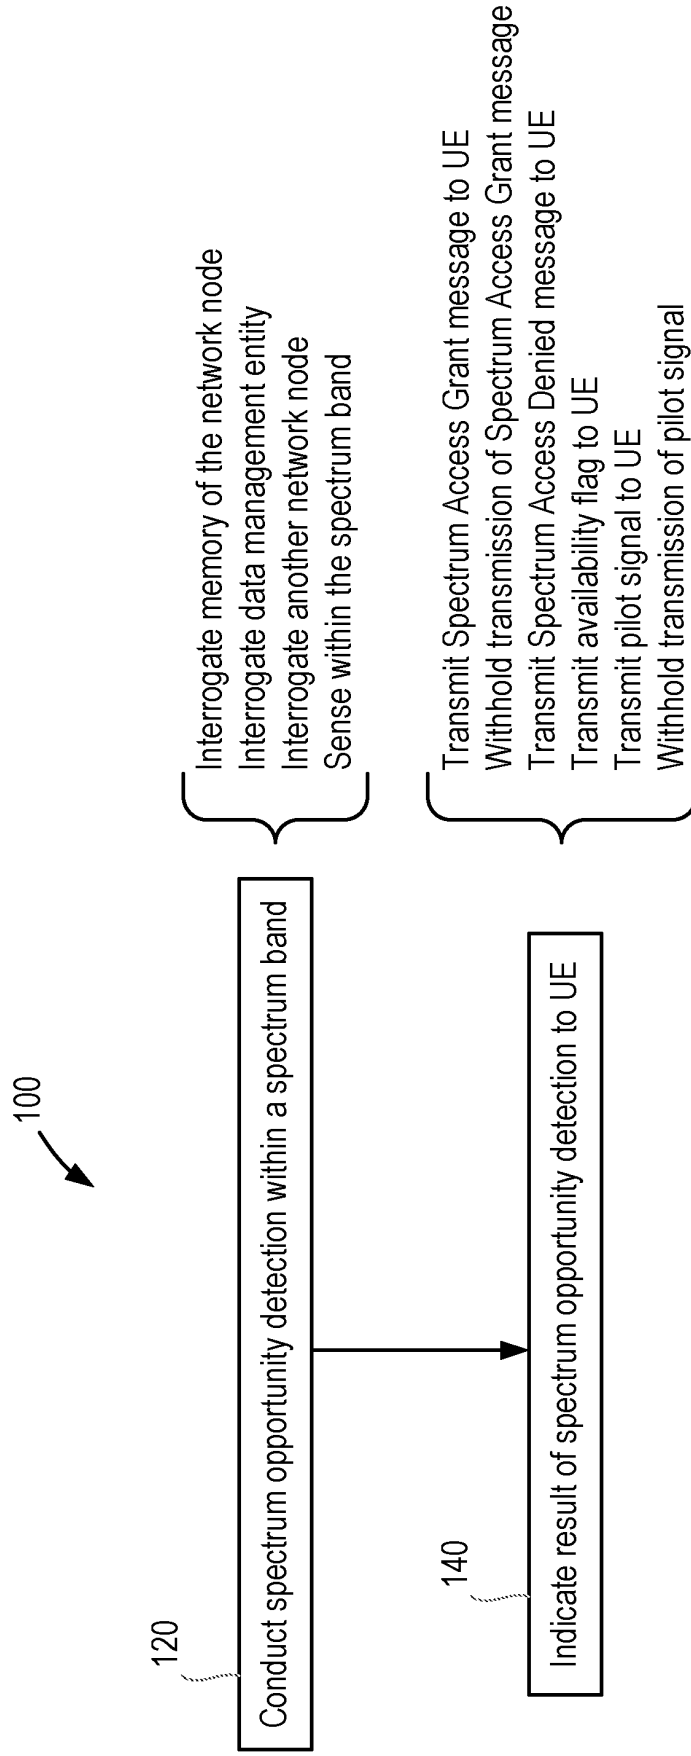 100
120
Conduct spectrum opportunity detection within a spectrum band
Interrogate memory of the network node
Interrogate data management entity
Interrogate another network node
Sense within the spectrum band
140
Indicate result of spectrum opportunity detection to UE
Transmit Spectrum Access Grant message to UE
Withhold transmission of Spectrum Access Grant message
Transmit Spectrum Access Denied message to UE
Transmit availability flag to UE
Transmit pilot signal to UE
Withhold transmission of pilot signal